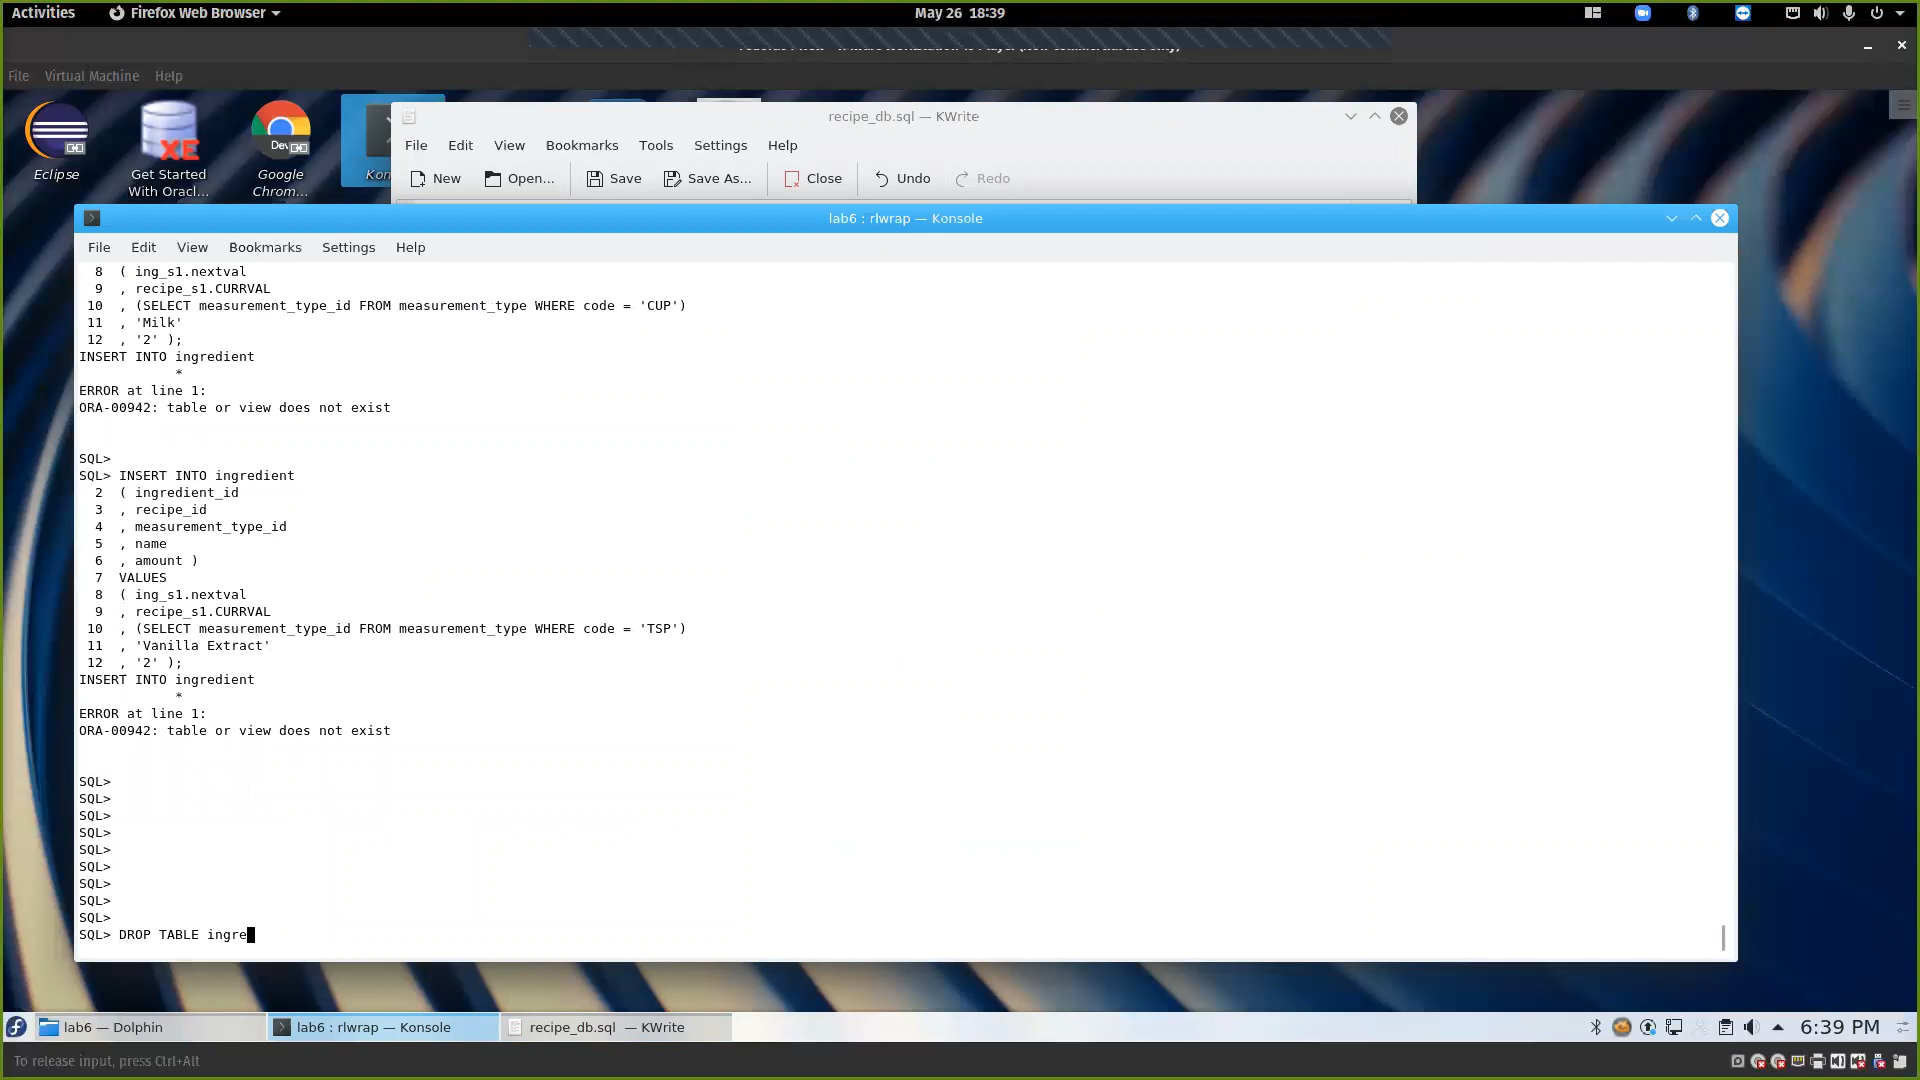 Activities
Firefox Web Browser
May 26 18:39
File Virtual Machine Help
Eclipse
Get Started
With Oracl...
XE
Dev
Google
Chrom...
Kon
recipe_db.sql — KWrite
File Edit View Bookmarks Tools Settings Help
New Open... Save Save As... Close Undo Redo
lab6 : rlwrap — Konsole
File Edit View Bookmarks Settings Help
8 ( ing_s1.nextval
9 , recipe_s1.CURRVAL
10 , (SELECT measurement_type_id FROM measurement_type WHERE code = 'CUP')
11 , 'Milk'
12 , '2' );
INSERT INTO ingredient
*
ERROR at line 1:
ORA-00942: table or view does not exist
SQL>
SQL> INSERT INTO ingredient
2 ( ingredient_id
3 , recipe_id
4 , measurement_type_id
5 , name
6 , amount )
7 VALUES
8 ( ing_s1.nextval
9 , recipe_s1.CURRVAL
10 , (SELECT measurement_type_id FROM measurement_type WHERE code = 'TSP')
11 , 'Vanilla Extract'
12 , '2' );
INSERT INTO ingredient
*
ERROR at line 1:
ORA-00942: table or view does not exist
SQL>
SQL>
SQL>
SQL>
SQL>
SQL>
SQL>
SQL>
SQL>
SQL> DROP TABLE ingre
lab6 — Dolphin
lab6 : rlwrap — Konsole
recipe_db.sql — KWrite
6:39 PM
To release input, press Ctrl+Alt